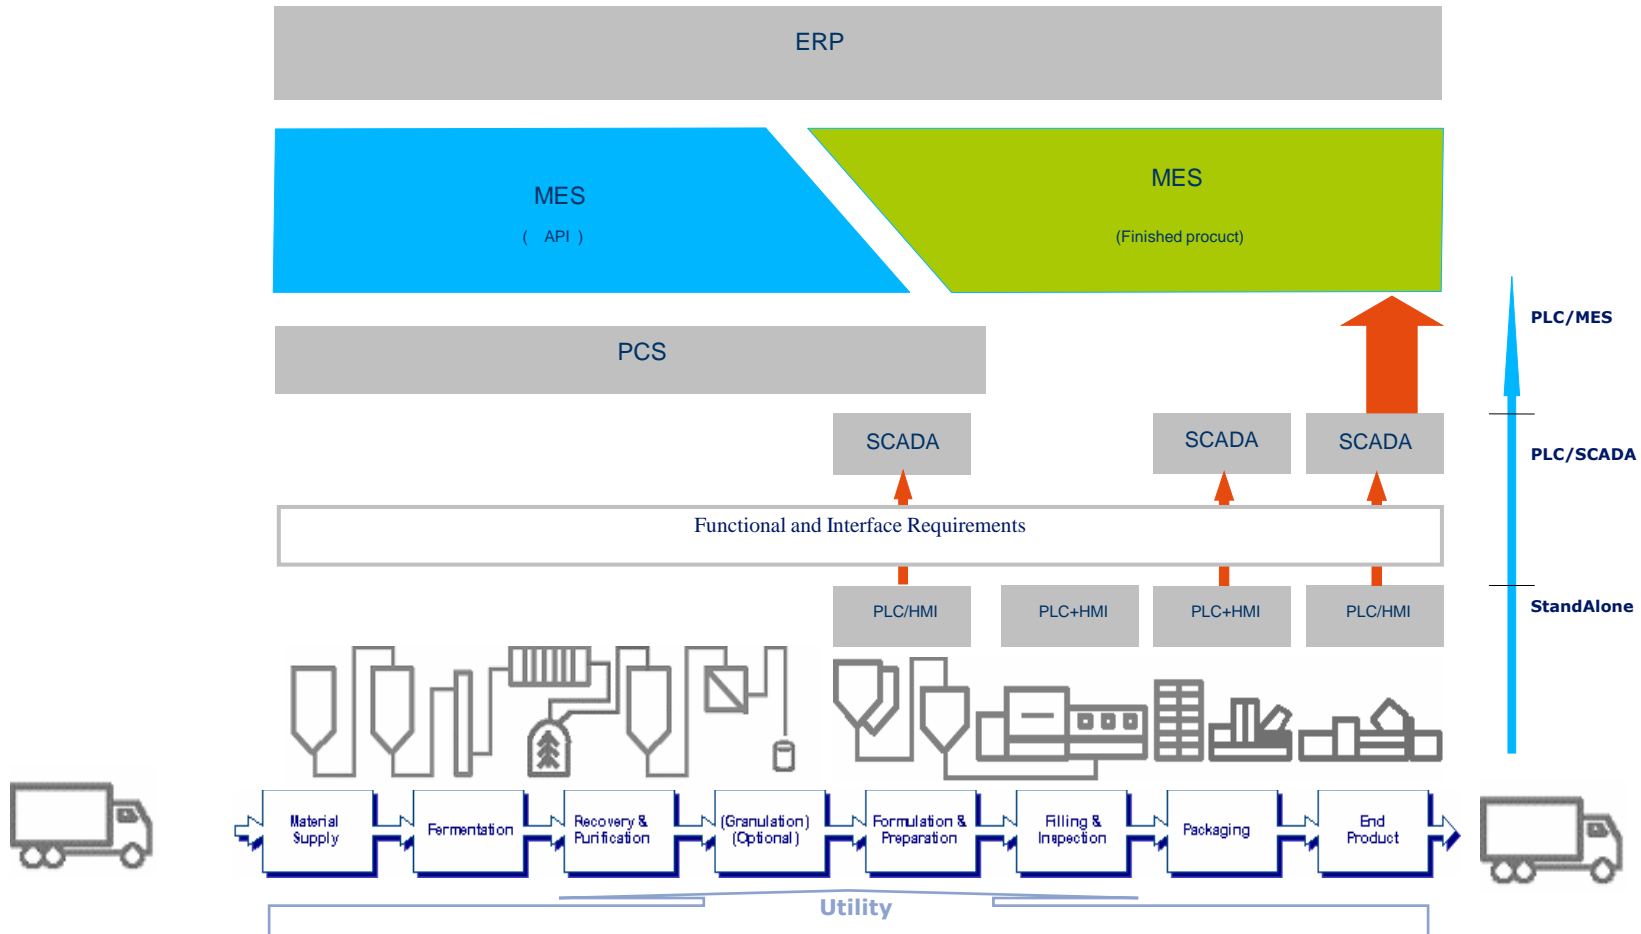 ERP
MES
( API )
MES
(Finished procuct)
PLC/MES
PCS
SCADA
SCADA
SCADA
PLC/SCADA
Functional and Interface Requirements
PLC/HMI
PLC+HMI
PLC+HMI
PLC/HMI
StandAlone
Material
Supply
Fermentation
Recovery &
Purification
(Granulation)
(Optional)
Formulation &
Preparation
Filling &
Inspection
Packaging
End
Product
Utility